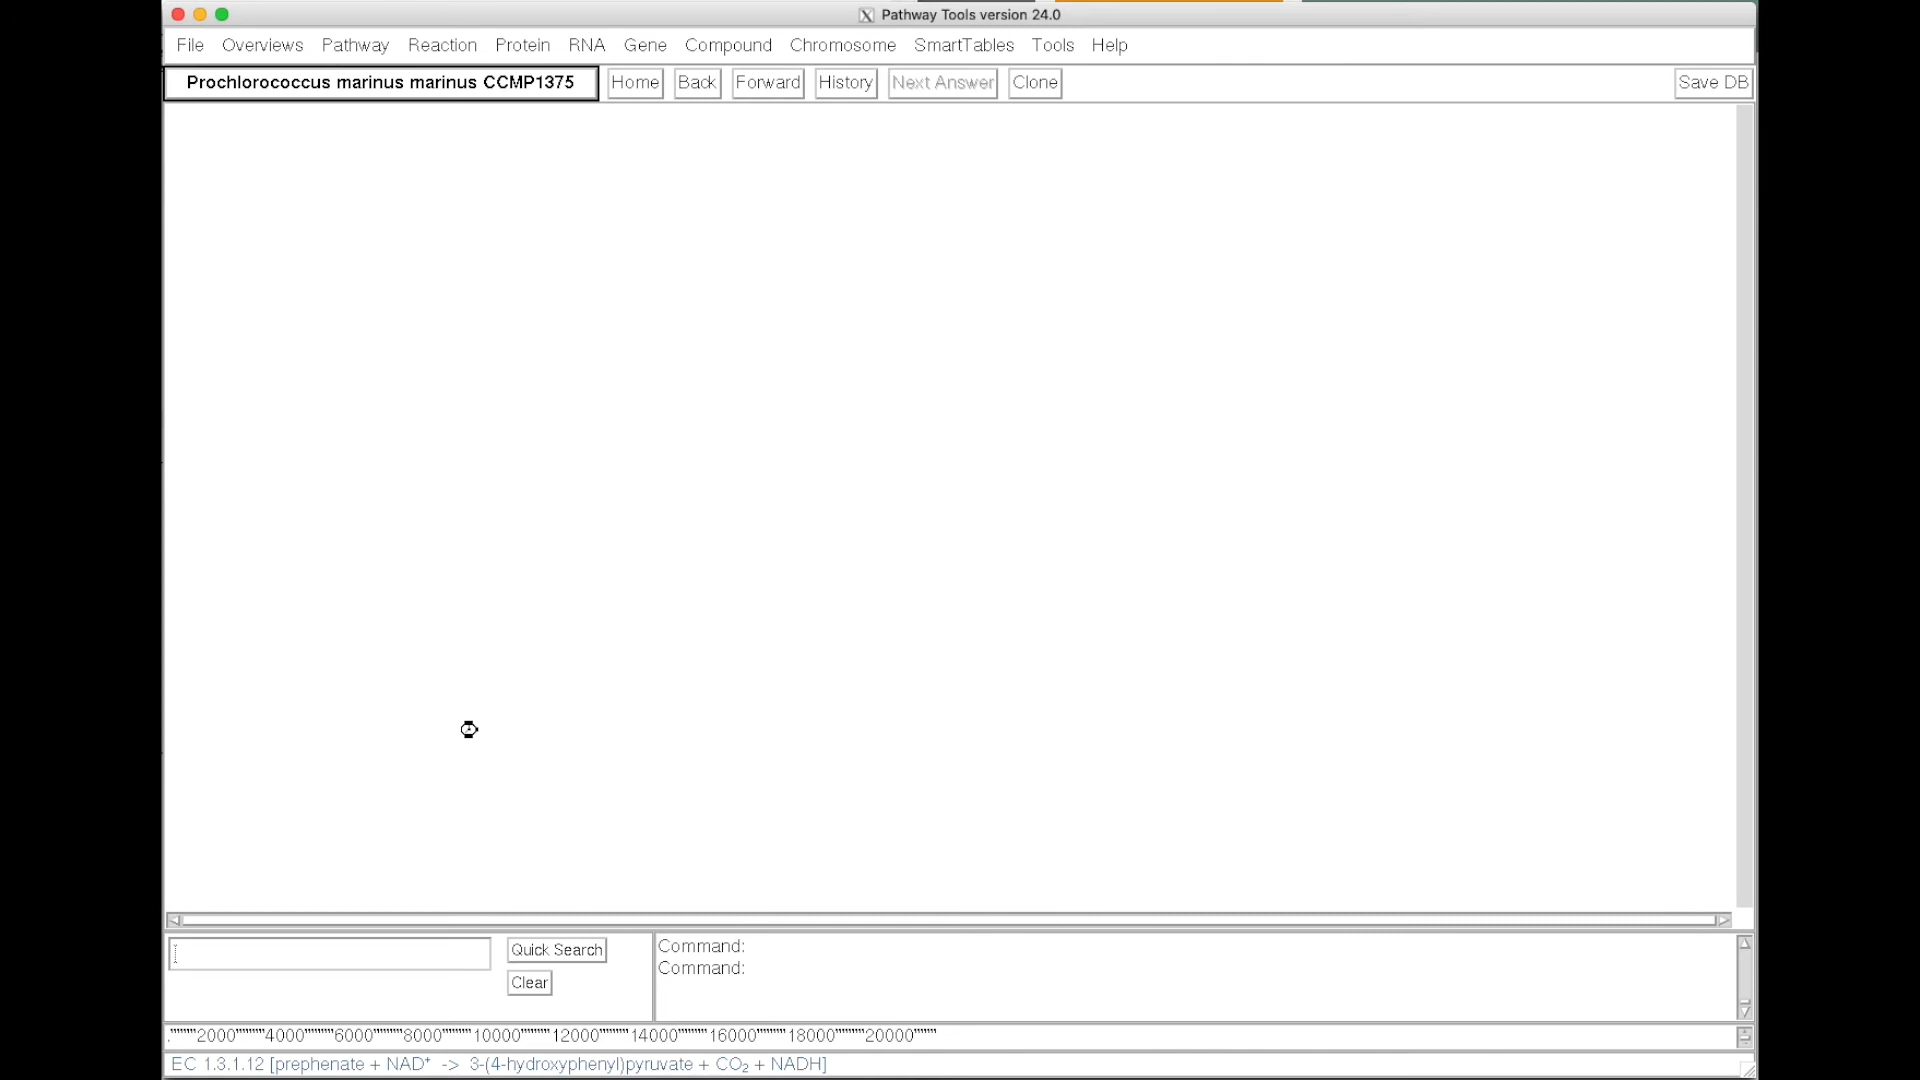 Pathway Tools version 24.0
File Overviews Pathway Reaction Protein RNA Gene Compound Chromosome SmartTables Tools Help
Prochlorococcus marinus marinus CCMP1375 Home Back Forward History Next Answer Clone Save DB
Quick Search
Clear
Command:
Command:
.""""""2000""""""4000""""""6000""""""8000""""""10000""""""12000""""""14000""""""16000""""""18000""""""20000""""""
EC 1.3.1.12 [prephenate + NAD⁺ -> 3-(4-hydroxyphenyl)pyruvate + CO₂ + NADH]